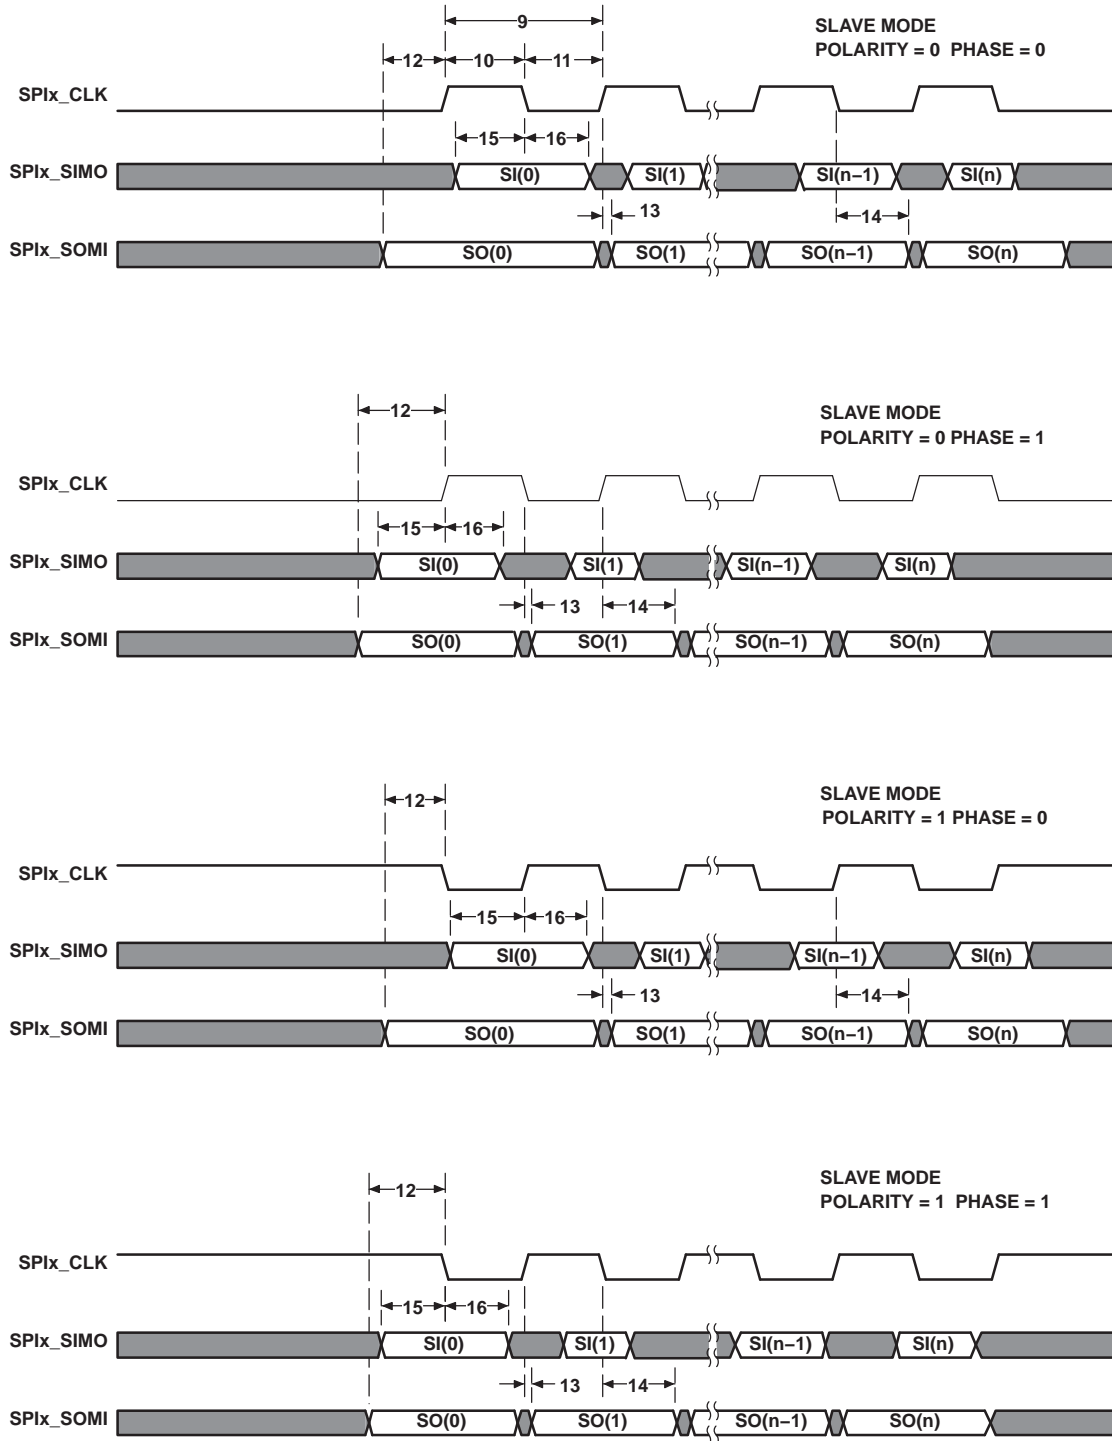 9
SLAVE MODE
POLARITY = 0 PHASE = 0
12 10 11
SPIx_CLK
15 16
SPIx_SIMO SI(0) SI(1) SI(n−1) SI(n)
13 14
SPIx_SOMI SO(0) SO(1) SO(n−1) SO(n)
12
SLAVE MODE
POLARITY = 0 PHASE = 1
SPIx_CLK
15 16
SPIx_SIMO SI(0) SI(1) SI(n−1) SI(n)
13 14
SPIx_SOMI SO(0) SO(1) SO(n−1) SO(n)
12
SLAVE MODE
POLARITY = 1 PHASE = 0
SPIx_CLK
15 16
SPIx_SIMO SI(0) SI(1) SI(n−1) SI(n)
13 14
SPIx_SOMI SO(0) SO(1) SO(n−1) SO(n)
12
SLAVE MODE
POLARITY = 1 PHASE = 1
SPIx_CLK
15 16
SPIx_SIMO SI(0) SI(1) SI(n−1) SI(n)
13 14
SPIx_SOMI SO(0) SO(1) SO(n−1) SO(n)